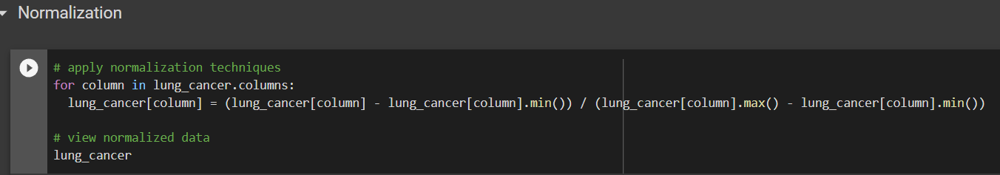 Normalization
# apply normalization techniques
for column in lung_cancer.columns:
  lung_cancer[column] = (lung_cancer[column] - lung_cancer[column].min()) / (lung_cancer[column].max() - lung_cancer[column].min())
# view normalized data
lung_cancer